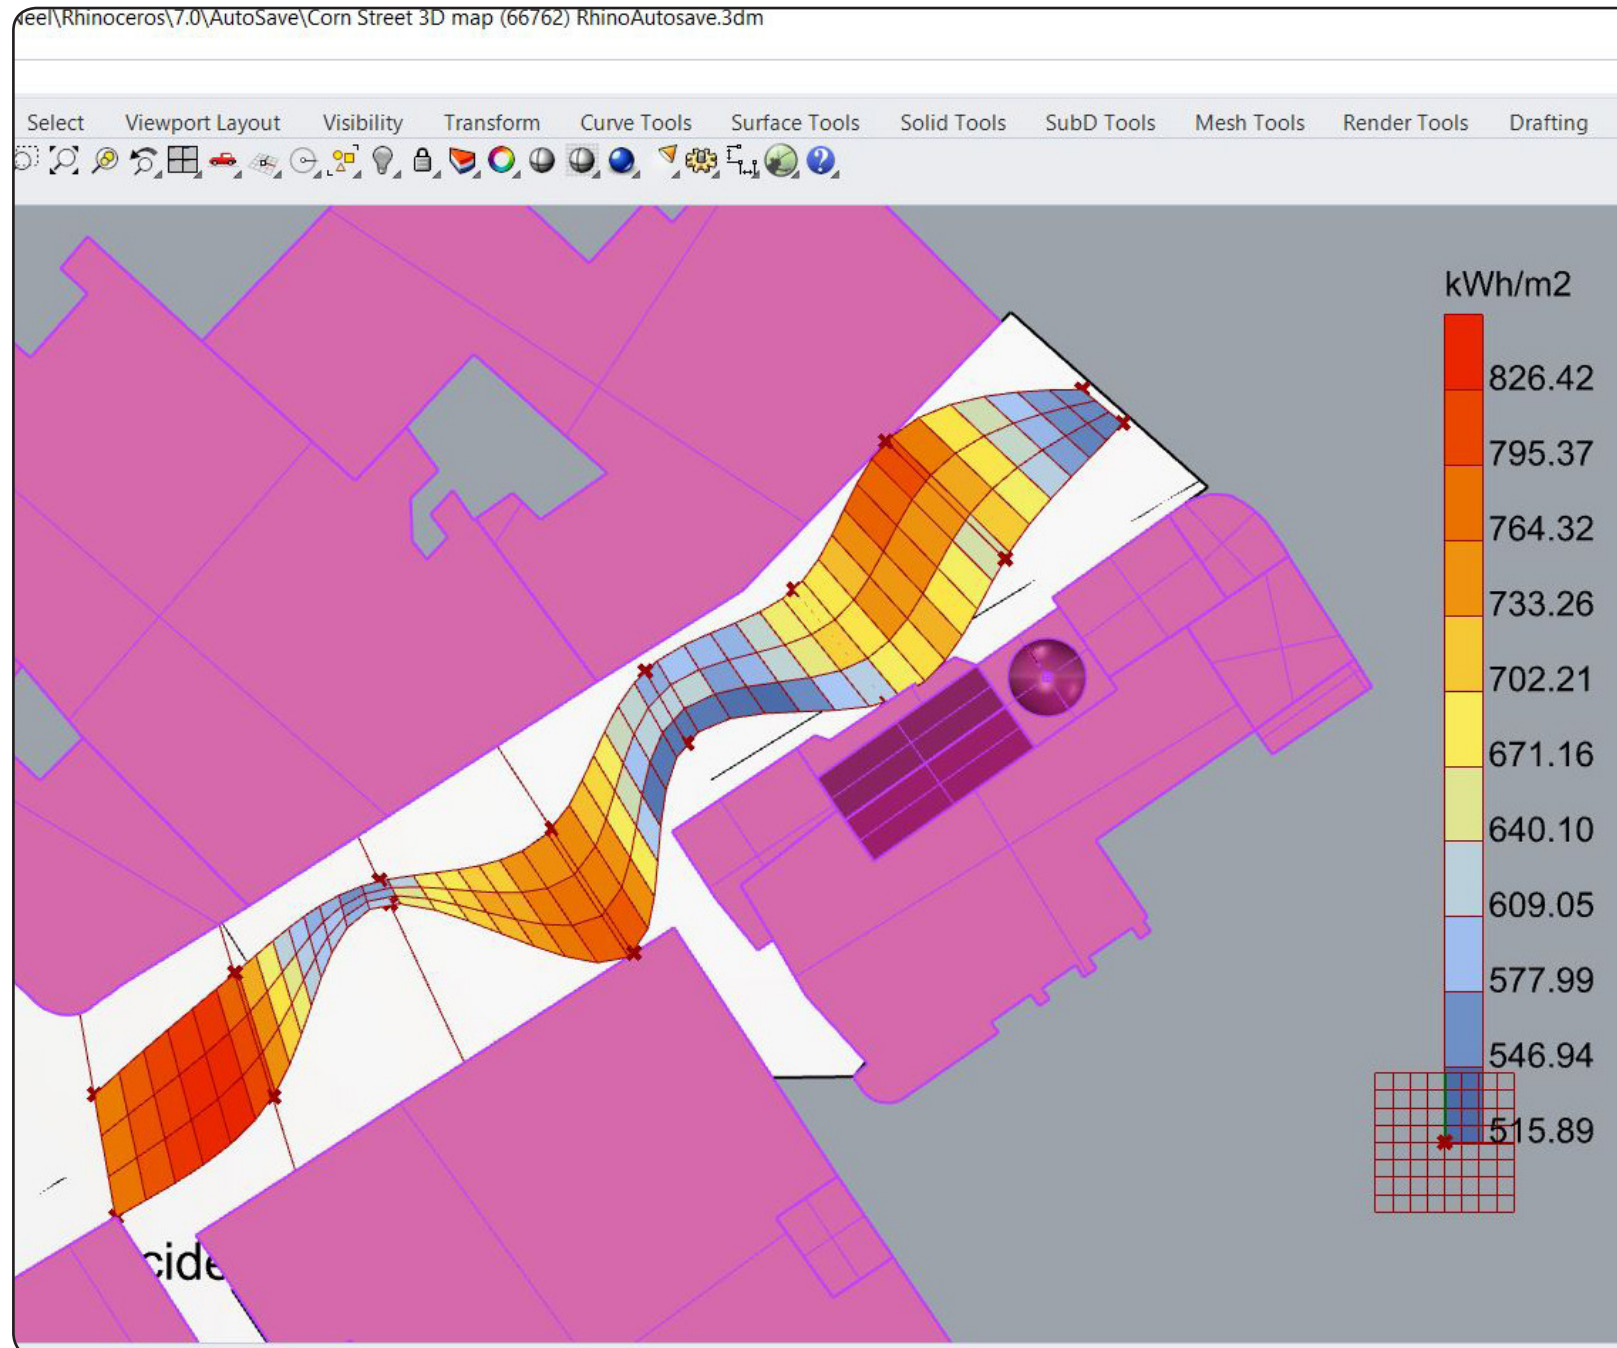 Neel\Rhinoceros\7.0\AutoSave\Corn Street 3D map (66762) RhinoAutosave.3dm
Select Viewport Layout Visibility Transform Curve Tools Surface Tools Solid Tools SubD Tools Mesh Tools Render Tools Drafting
kWh/m2
826.42
795.37
764.32
733.26
702.21
671.16
640.10
609.05
577.99
546.94
515.89
cide